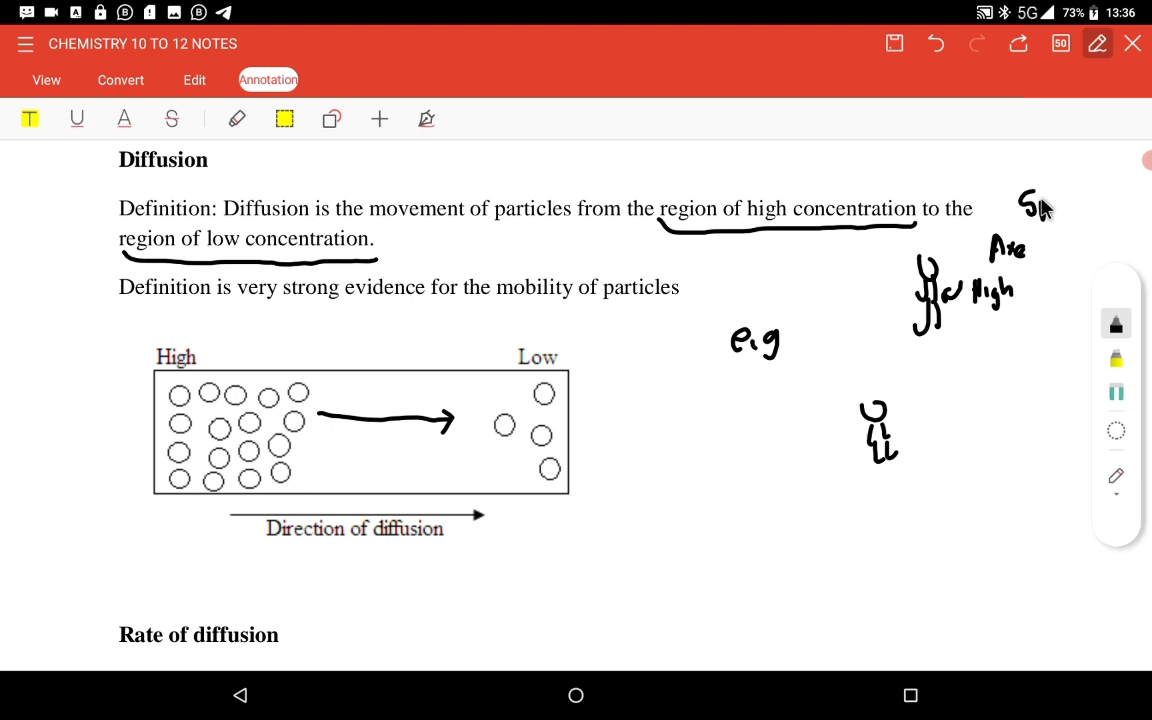 5G 73% 13:36
CHEMISTRY 10 TO 12 NOTES
50
View Convert Edit Annotation
T U A S
Diffusion
Definition: Diffusion is the movement of particles from the region of high concentration to the
region of low concentration.
Definition is very strong evidence for the mobility of particles
Axe
High
e.g
High Low
Direction of diffusion
Rate of diffusion